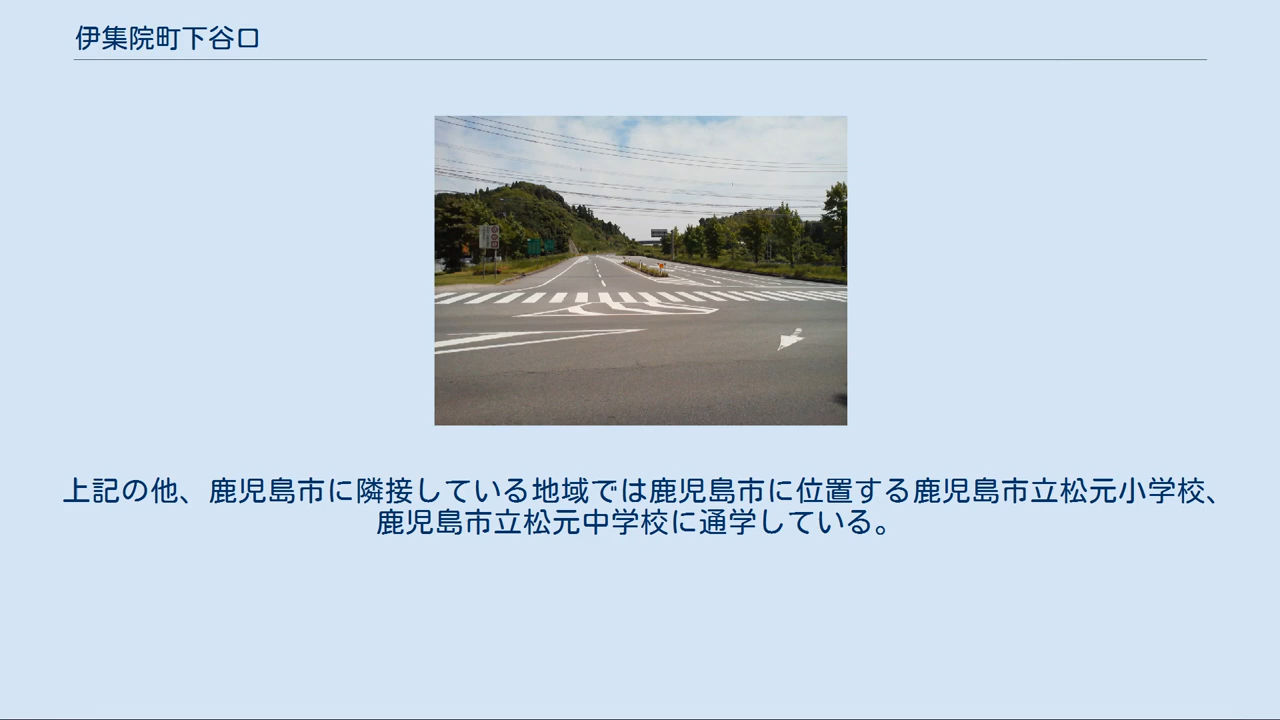 伊集院町下谷口
上記の他、鹿児島市に隣接している地域では鹿児島市に位置する鹿児島市立松元小学校、
鹿児島市立松元中学校に通学している。